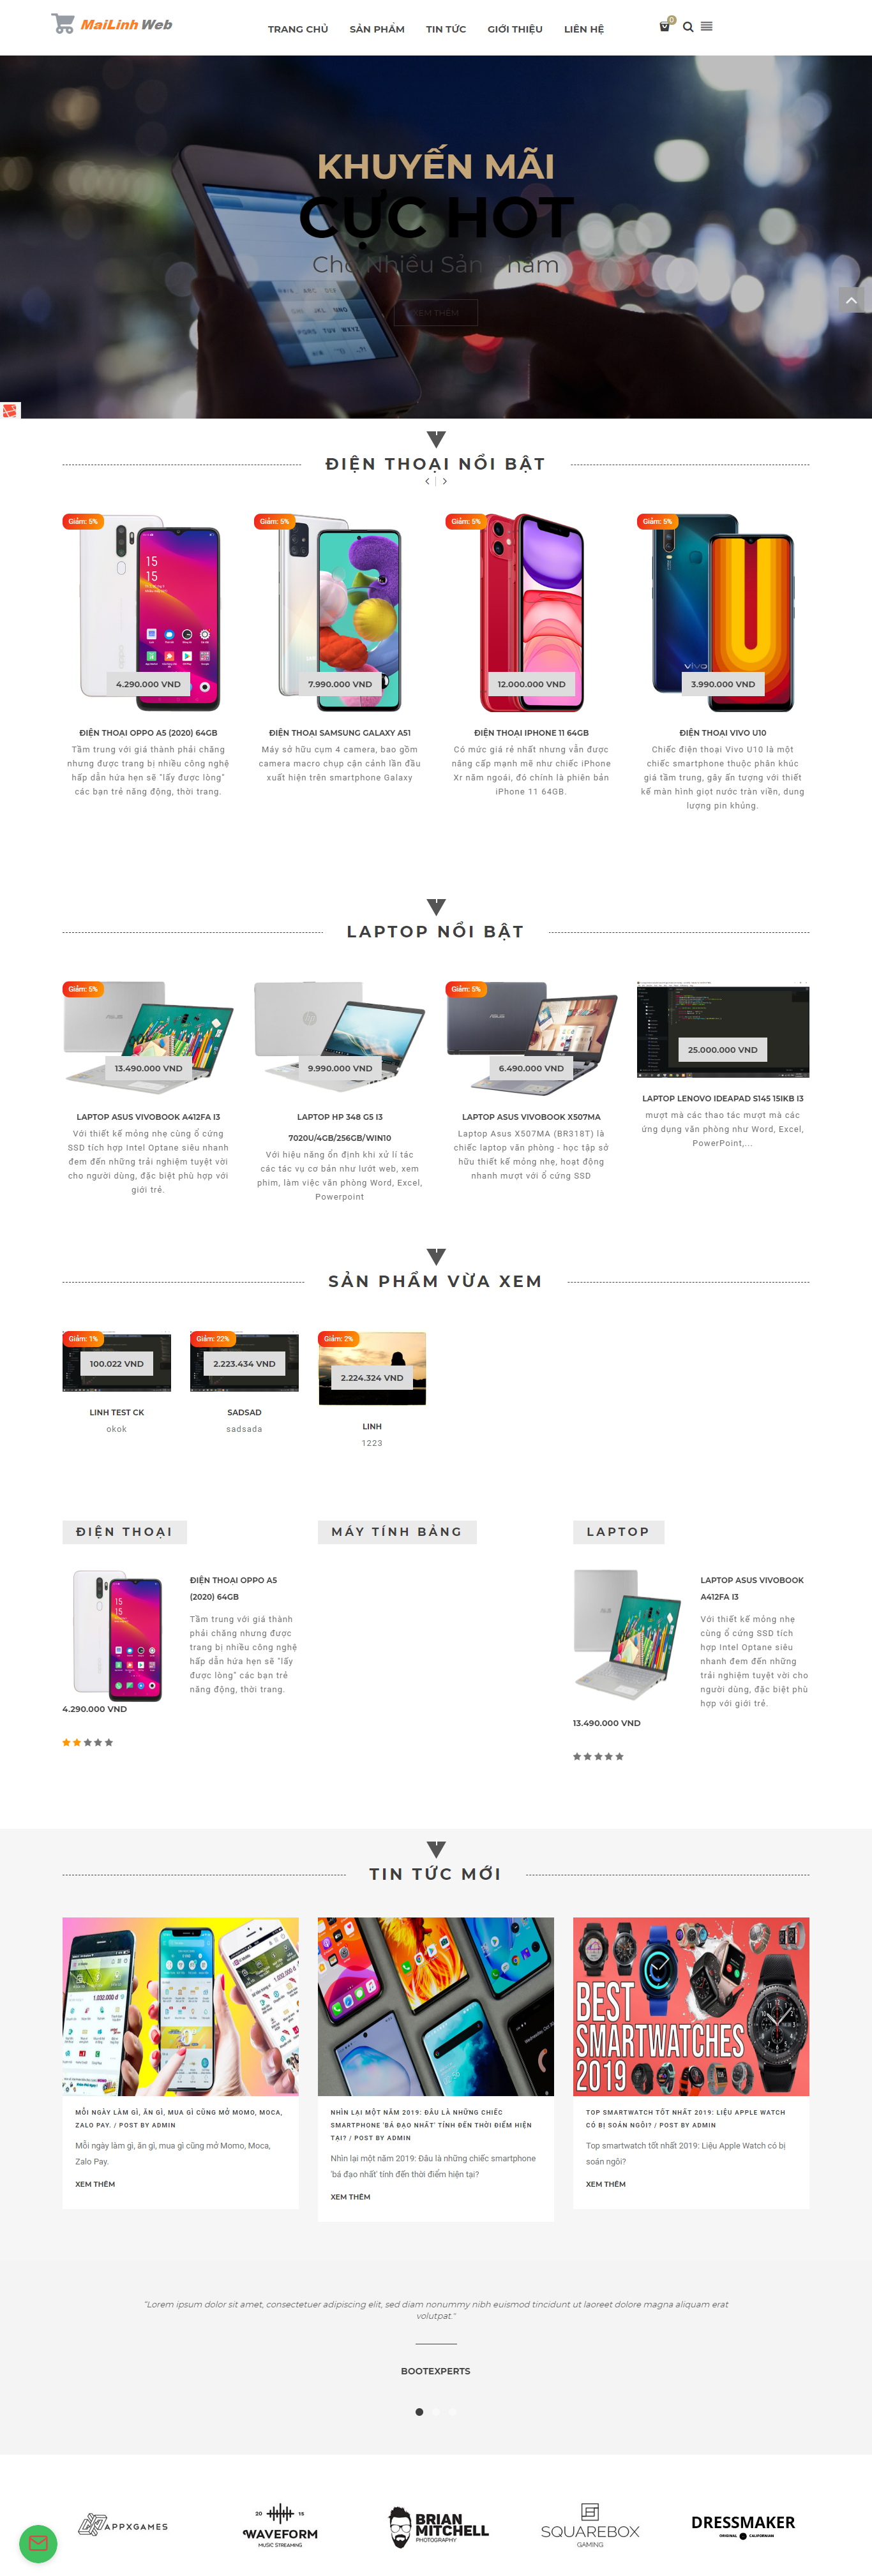 MaiLinh Web
TRANG CHỦ SẢN PHẨM TIN TỨC GIỚI THIỆU LIÊN HỆ
0
KHUYẾN MÃI
CỰC HOT
Cho Nhiều Sản Phẩm
XEM THÊM
ĐIỆN THOẠI NỔI BẬT
Giảm: 5% Giảm: 5% Giảm: 5% Giảm: 5%
4.290.000 VND 7.990.000 VND 12.000.000 VND 3.990.000 VND
ĐIỆN THOẠI OPPO A5 (2020) 64GB
Tầm trung với giá thành phải chăng
nhưng được trang bị nhiều công nghệ
hấp dẫn hứa hẹn sẽ "lấy được lòng"
các bạn trẻ năng động, thời trang.
ĐIỆN THOẠI SAMSUNG GALAXY A51
Máy sở hữu cụm 4 camera, bao gồm
camera macro chụp cận cảnh lần đầu
xuất hiện trên smartphone Galaxy
ĐIỆN THOẠI IPHONE 11 64GB
Có mức giá rẻ nhất nhưng vẫn được
nâng cấp mạnh mẽ như chiếc iPhone
Xr năm ngoái, đó chính là phiên bản
iPhone 11 64GB.
ĐIỆN THOẠI VIVO U10
Chiếc điện thoại Vivo U10 là một
chiếc smartphone thuộc phân khúc
giá tầm trung, gây ấn tượng với thiết
kế màn hình giọt nước tràn viền, dung
lượng pin khủng.
LAPTOP NỔI BẬT
Giảm: 5% Giảm: 5%
13.490.000 VND 9.990.000 VND 6.490.000 VND 25.000.000 VND
LAPTOP ASUS VIVOBOOK A412FA I3
Với thiết kế mỏng nhẹ cùng ổ cứng
SSD tích hợp Intel Optane siêu nhanh
đem đến những trải nghiệm tuyệt vời
cho người dùng, đặc biệt phù hợp với
giới trẻ.
LAPTOP HP 348 G5 I3
7020U/4GB/256GB/WIN10
Với hiệu năng ổn định khi xử lí tác
các tác vụ cơ bản như lướt web, xem
phim, làm việc văn phòng Word, Excel,
Powerpoint
LAPTOP ASUS VIVOBOOK X507MA
Laptop Asus X507MA (BR318T) là
chiếc laptop văn phòng - học tập sở
hữu thiết kế mỏng nhẹ, hoạt động
nhanh mượt với ổ cứng SSD
LAPTOP LENOVO IDEAPAD S145 15IKB I3
mượt mà các thao tác mượt mà các
ứng dụng văn phòng như Word, Excel,
PowerPoint,...
SẢN PHẨM VỪA XEM
Giảm: 1% Giảm: 22% Giảm: 2%
100.022 VND 2.223.434 VND 2.224.324 VND
LINH TEST CK
okok
SADSAD
sadsada
LINH
1223
ĐIỆN THOẠI MÁY TÍNH BẢNG LAPTOP
ĐIỆN THOẠI OPPO A5
(2020) 64GB
Tầm trung với giá thành
phải chăng nhưng được
trang bị nhiều công nghệ
hấp dẫn hứa hẹn sẽ "lấy
được lòng" các bạn trẻ
năng động, thời trang.
4.290.000 VND
LAPTOP ASUS VIVOBOOK
A412FA I3
Với thiết kế mỏng nhẹ
cùng ổ cứng SSD tích
hợp Intel Optane siêu
nhanh đem đến những
trải nghiệm tuyệt vời cho
người dùng, đặc biệt phù
hợp với giới trẻ.
13.490.000 VND
TIN TỨC MỚI
BEST
SMARTWATCHES
2019
MỖI NGÀY LÀM GÌ, ĂN GÌ, MUA GÌ CŨNG MỞ MOMO, MOCA,
ZALO PAY. / POST BY ADMIN
Mỗi ngày làm gì, ăn gì, mua gì cũng mở Momo, Moca,
Zalo Pay.
XEM THÊM
NHÌN LẠI MỘT NĂM 2019: ĐÂU LÀ NHỮNG CHIẾC
SMARTPHONE 'BÁ ĐẠO NHẤT' TÍNH ĐẾN THỜI ĐIỂM HIỆN
TẠI? / POST BY ADMIN
Nhìn lại một năm 2019: Đâu là những chiếc smartphone
'bá đạo nhất' tính đến thời điểm hiện tại?
XEM THÊM
TOP SMARTWATCH TỐT NHẤT 2019: LIỆU APPLE WATCH
CÓ BỊ SOÁN NGÔI? / POST BY ADMIN
Top smartwatch tốt nhất 2019: Liệu Apple Watch có bị
soán ngôi?
XEM THÊM
"Lorem ipsum dolor sit amet, consectetuer adipiscing elit, sed diam nonummy nibh euismod tincidunt ut laoreet dolore magna aliquam erat
volutpat."
BOOTEXPERTS
APPXGAMES
20 15
WAVEFORM
MUSIC STREAMING
BRIAN
MITCHELL
PHOTOGRAPHY
SQUAREBOX
GAMING
DRESSMAKER
ORIGINAL CALIFORNIAN